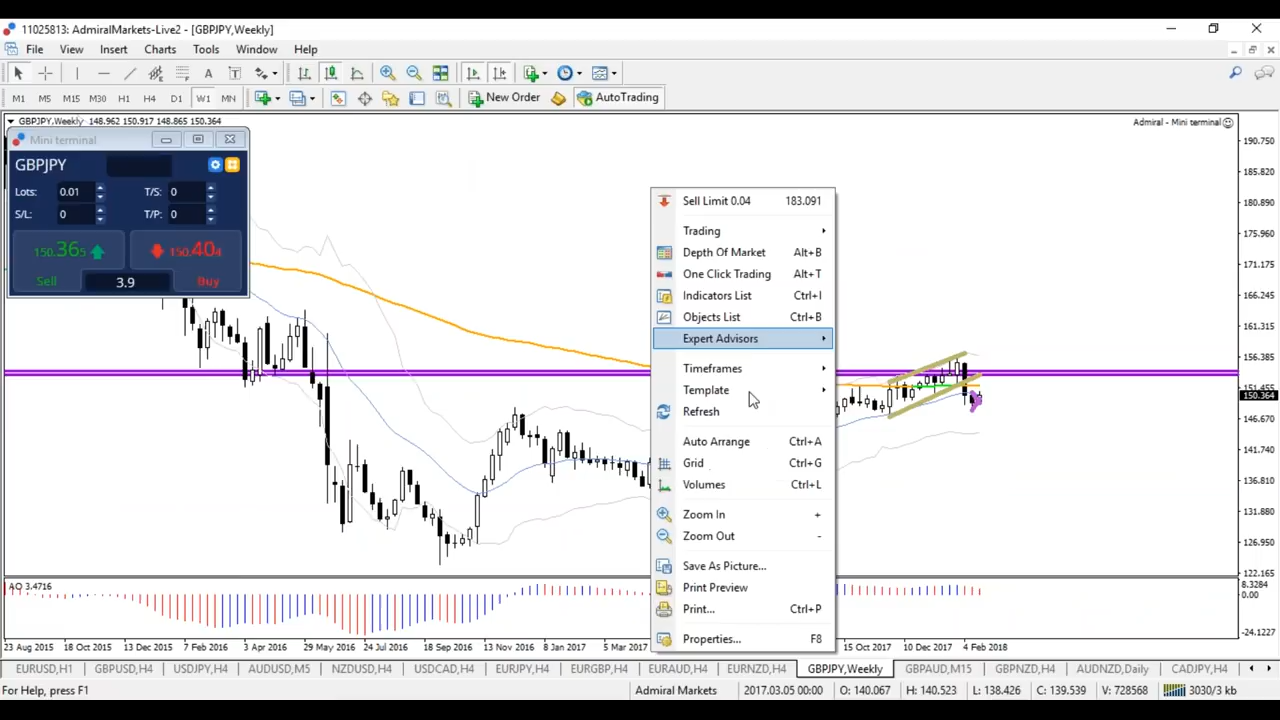 11025813: AdmiralMarkets-Live2 - [GBPJPY,Weekly]
File View Insert Charts Tools Window Help
M1 M5 M15 M30 H1 H4 D1 W1 MN New Order AutoTrading
GBPJPY,Weekly 148.962 150.917 148.865 150.364
Admiral - Mini terminal
Mini terminal
GBPJPY
Lots: 0.01 T/S: 0
S/L: 0 T/P: 0
150.365 150.404
Sell 3.9 Buy
Sell Limit 0.04 183.091
Trading
Depth Of Market Alt+B
One Click Trading Alt+T
Indicators List Ctrl+I
Objects List Ctrl+B
Expert Advisors
Timeframes
Template
Refresh
Auto Arrange Ctrl+A
Grid Ctrl+G
Volumes Ctrl+L
Zoom In +
Zoom Out -
Save As Picture...
Print Preview
Print... Ctrl+P
Properties... F8
190.750
185.820
180.890
175.960
171.175
166.245
161.315
156.385
151.455
150.364
146.670
141.740
136.810
131.880
126.950
122.165
AO 3.4716
8.3284
0.00
-24.1227
23 Aug 2015 18 Oct 2015 13 Dec 2015 7 Feb 2016 3 Apr 2016 29 May 2016 24 Jul 2016 18 Sep 2016 13 Nov 2016 8 Jan 2017 5 Mar 2017 15 Oct 2017 10 Dec 2017 4 Feb 2018
EURUSD,H1 GBPUSD,H4 USDJPY,H4 AUDUSD,M5 NZDUSD,H4 USDCAD,H4 EURJPY,H4 EURGBP,H4 EURAUD,H4 EURNZD,H4 GBPJPY,Weekly GBPAUD,M15 GBPNZD,H4 AUDNZD,Daily CADJPY,H4
For Help, press F1 Admiral Markets 2017.03.05 00:00 O: 140.067 H: 140.523 L: 138.426 C: 139.539 V: 728568 3030/3 kb